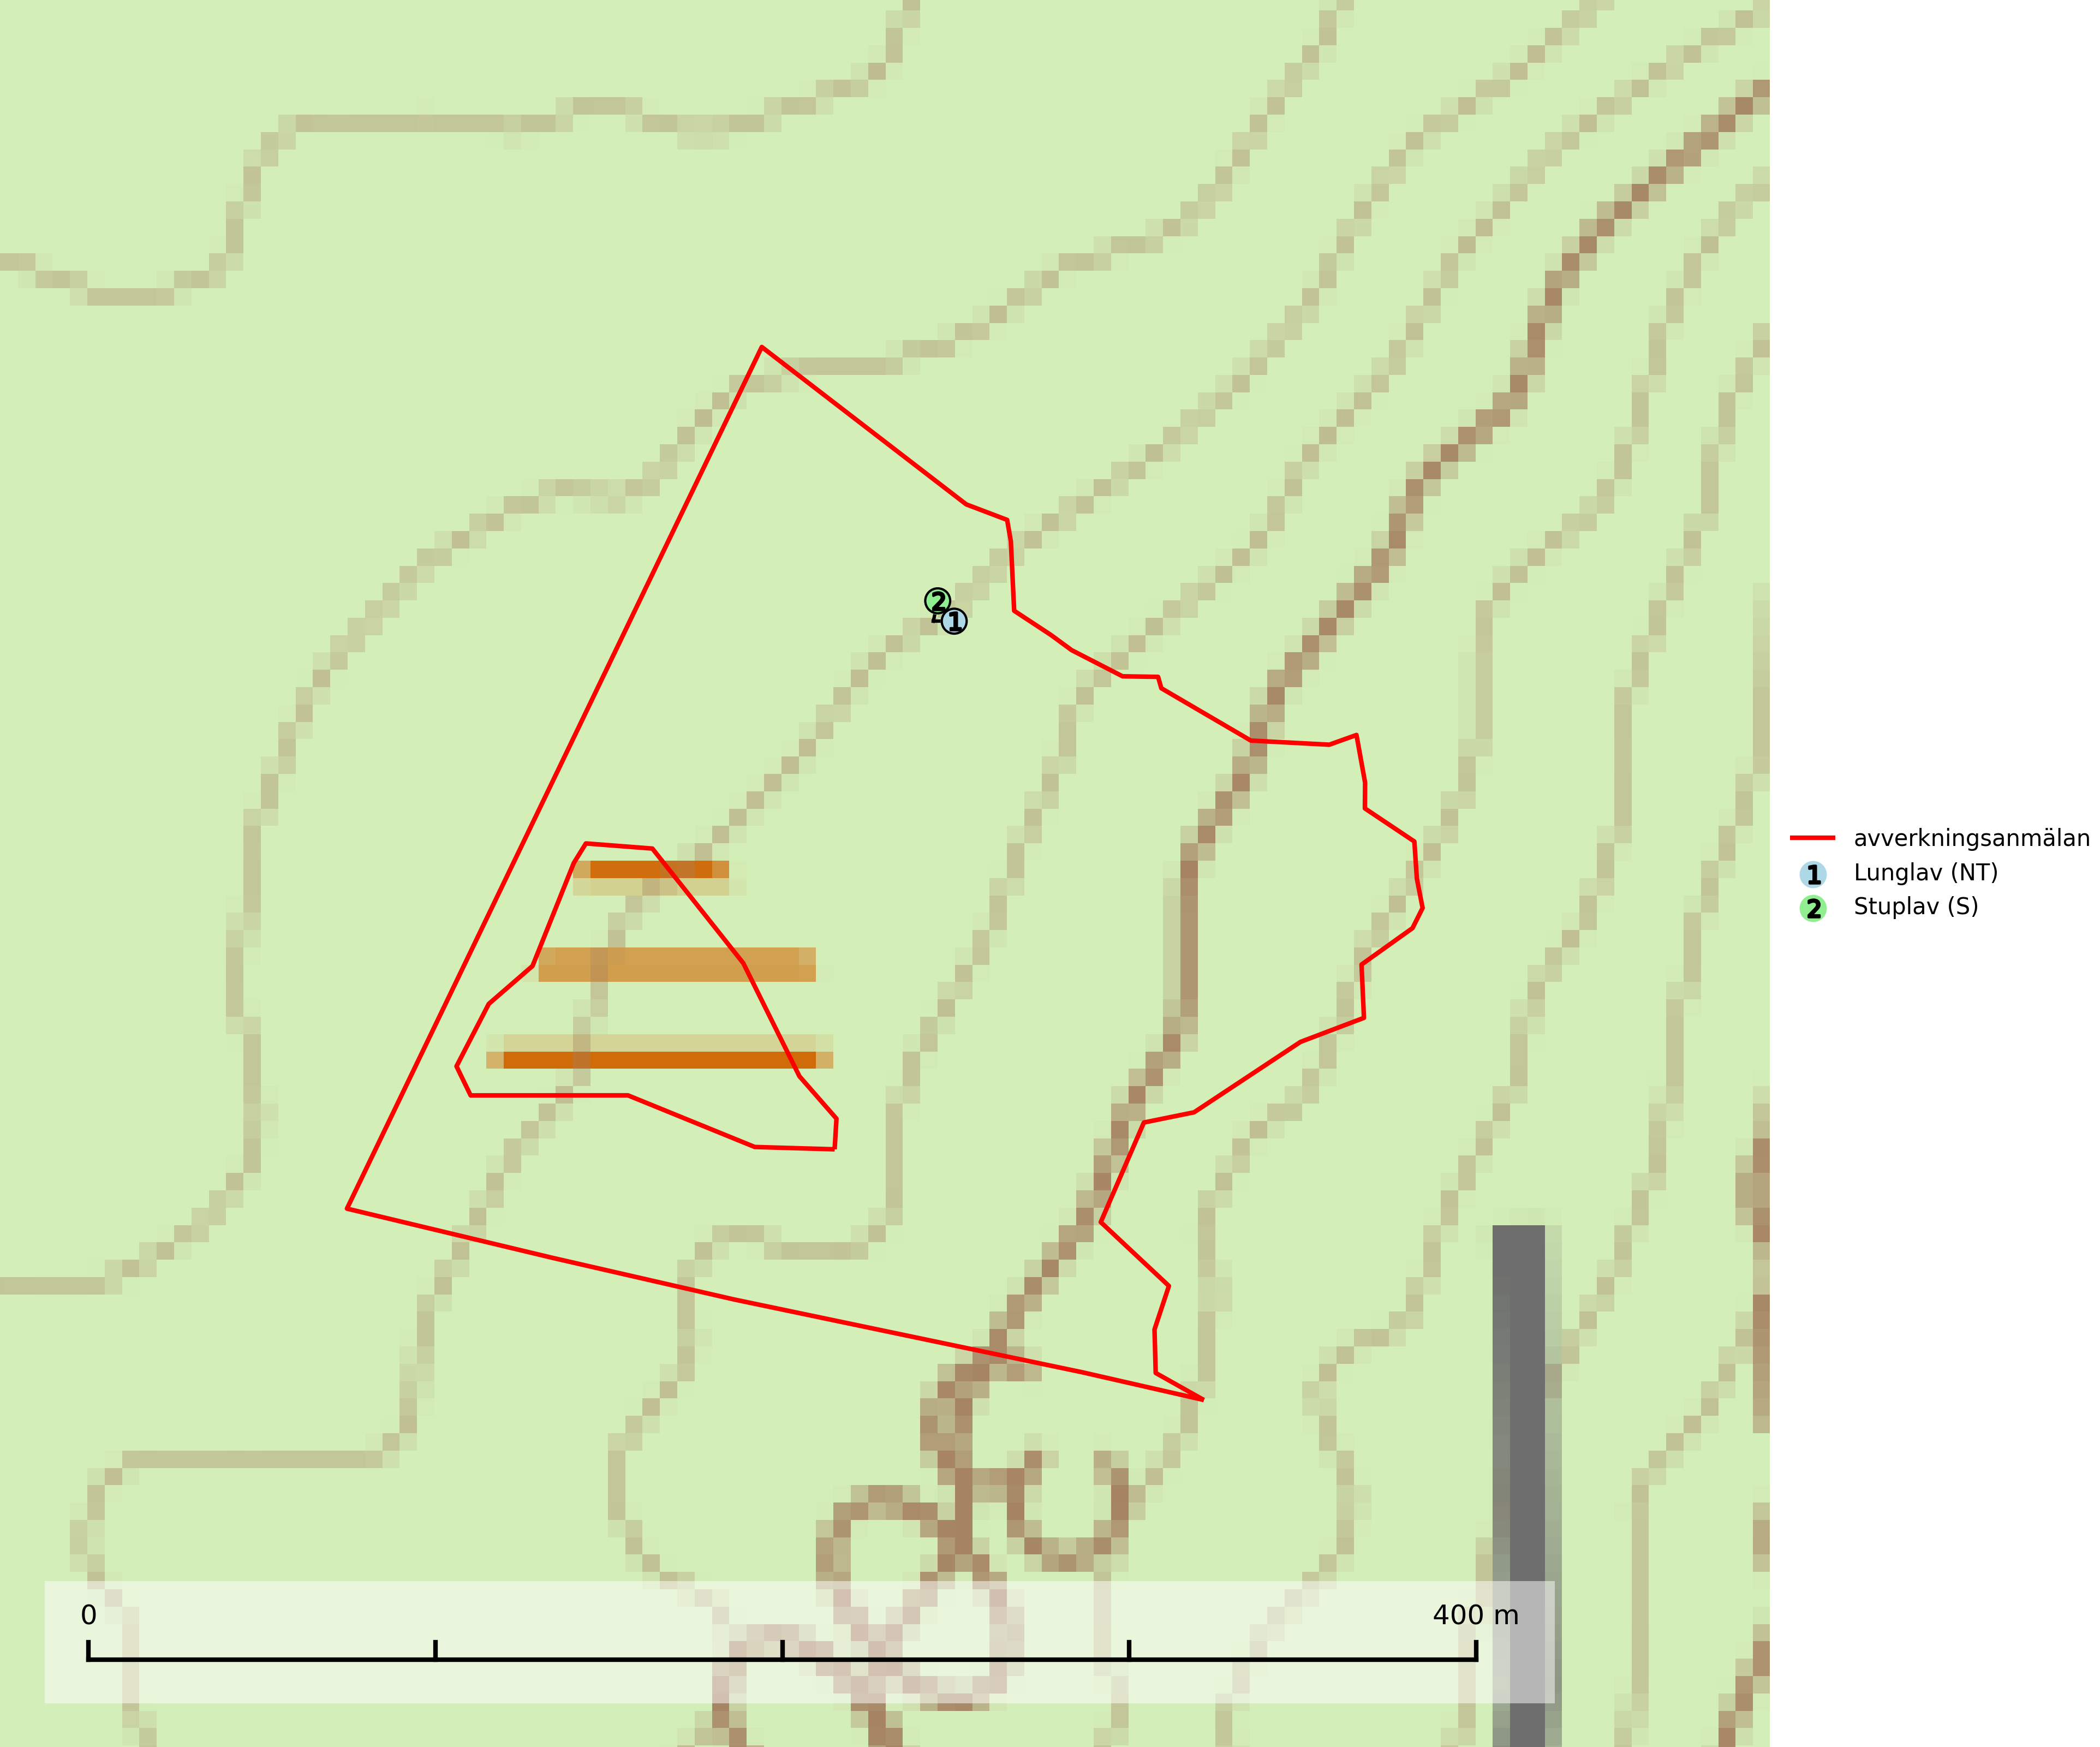 2
1
avverkningsanmälan
1 Lunglav (NT)
2 Stuplav (S)
0 400 m